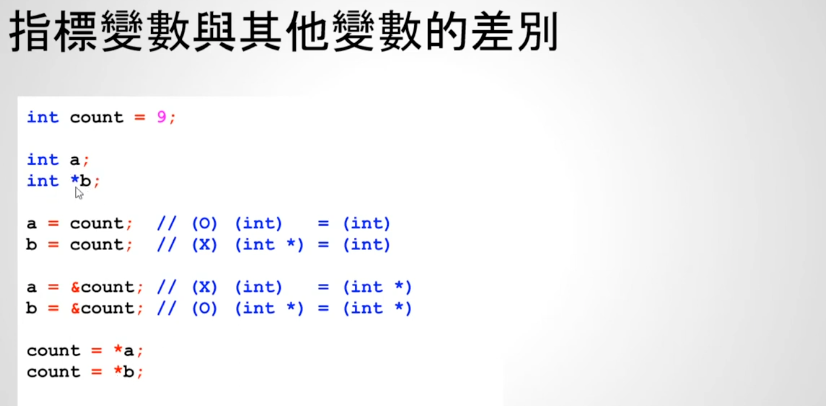 指標變數與其他變數的差別
int count = 9;
int a;
int *b;
a = count;  // (O) (int)   = (int)
b = count;  // (X) (int *) = (int)
a = &count; // (X) (int)   = (int *)
b = &count; // (O) (int *) = (int *)
count = *a;
count = *b;